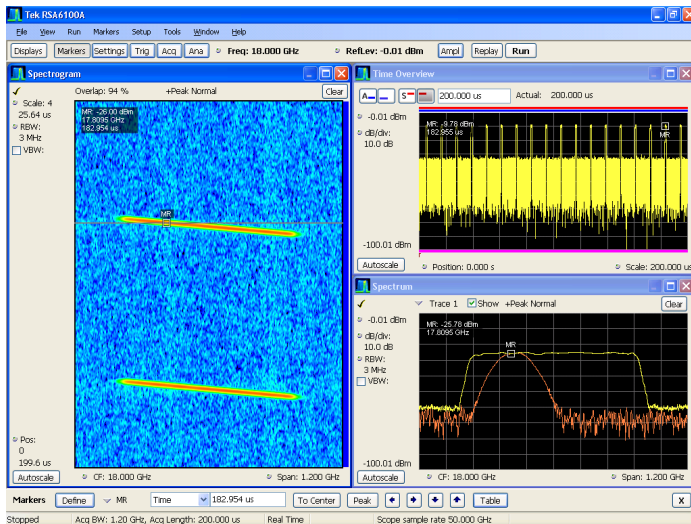 Tek RSA6100A
File View Run Markers Setup Tools Window Help
Displays Markers Settings Trig Acq Ana Freq: 18.000 GHz RefLev: -0.01 dBm Ampl Replay Run
Spectrogram
Overlap: 94 % +Peak Normal Clear
Scale: 4
25.64 us
RBW:
3 MHz
VBW:
MR: -26.00 dBm
17.8095 GHz
182.954 us
MR
Pos:
0
199.6 us
Autoscale CF: 18.000 GHz Span: 1.200 GHz
Time Overview
A S 200.000 us Actual: 200.000 us
-0.01 dBm
dB/div:
10.0 dB
MR: -9.78 dBm
182.955 us
MR
-100.01 dBm
Autoscale Position: 0.000 s Scale: 200.000 us
Spectrum
Trace 1 Show +Peak Normal Clear
-0.01 dBm
dB/div:
10.0 dB
RBW:
3 MHz
VBW:
MR: -25.78 dBm
17.8095 GHz
MR
-100.01 dBm
Autoscale CF: 18.000 GHz Span: 1.200 GHz
Markers Define MR Time 182.954 us To Center Peak Table X
Stopped Acq BW: 1.20 GHz, Acq Length: 200.000 us Real Time Scope sample rate 50.000 GHz